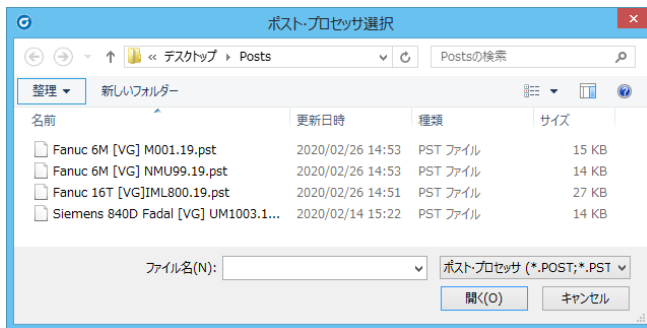 ポスト・プロセッサ選択
« デスクトップ Posts Postsの検索
整理 新しいフォルダー
名前 更新日時 種類 サイズ
Fanuc 6M [VG] M001.19.pst 2020/02/26 14:53 PST ファイル 15 KB
Fanuc 6M [VG] NMU99.19.pst 2020/02/26 14:53 PST ファイル 14 KB
Fanuc 16T [VG]IML800.19.pst 2020/02/26 14:51 PST ファイル 27 KB
Siemens 840D Fadal [VG] UM1003.1... 2020/02/14 15:22 PST ファイル 14 KB
ファイル名(N): ポスト・プロセッサ (*.POST;*.PST
開く(O) キャンセル